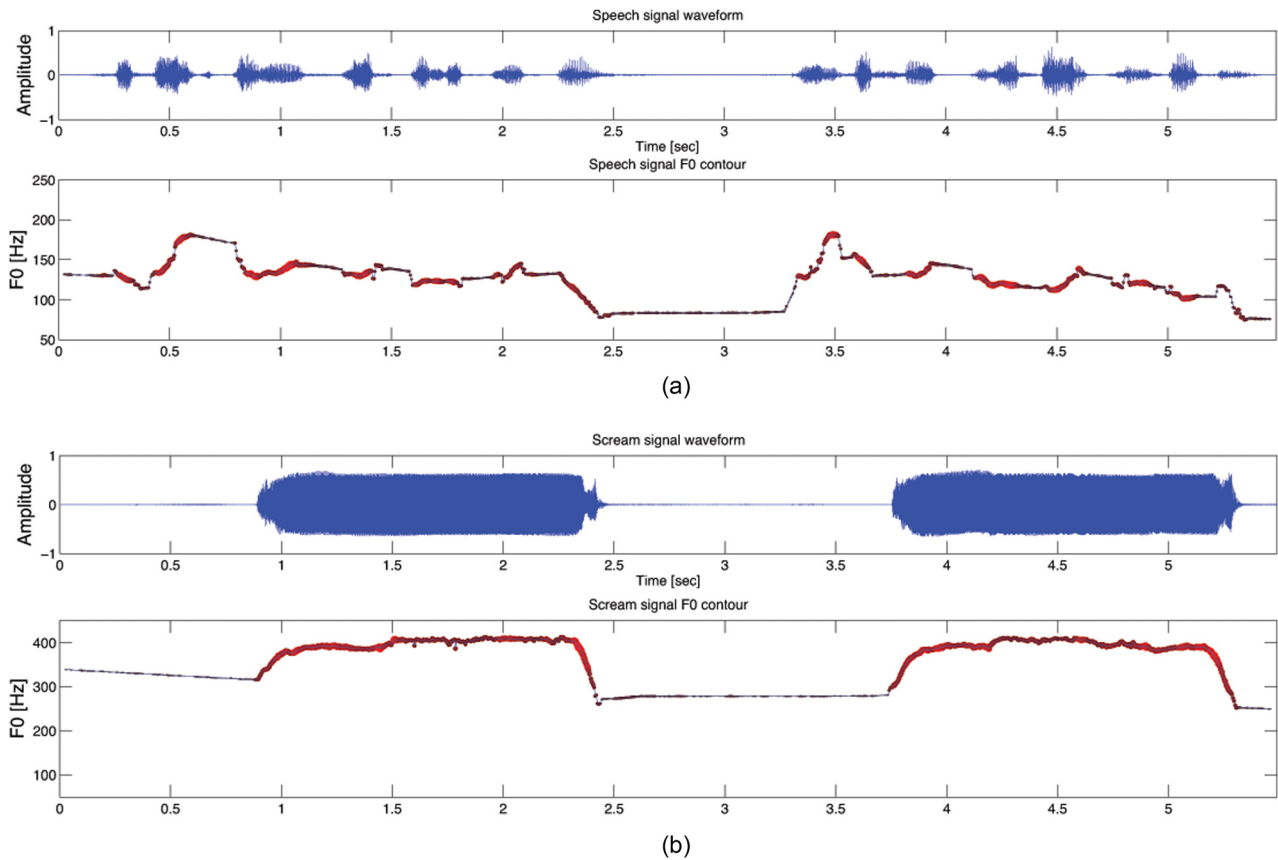 Speech signal waveform
1
0
−1
Amplitude
0 0.5 1 1.5 2 2.5 3 3.5 4 4.5 5
Time [sec]
Speech signal F0 contour
250
200
150
100
50
F0 [Hz]
0 0.5 1 1.5 2 2.5 3 3.5 4 4.5 5
(a)
Scream signal waveform
1
0
−1
Amplitude
0 0.5 1 1.5 2 2.5 3 3.5 4 4.5 5
Time [sec]
Scream signal F0 contour
400
300
200
100
F0 [Hz]
0 0.5 1 1.5 2 2.5 3 3.5 4 4.5 5
(b)